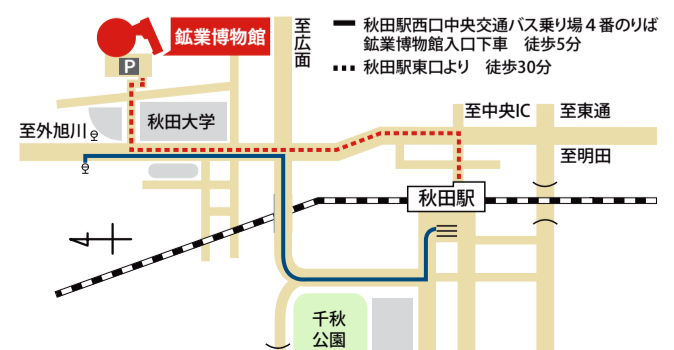 鉱業博物館
P
至広面
秋田駅西口中央交通バス乗り場4番のりば
鉱業博物館入口下車　徒歩5分
秋田駅東口より　徒歩30分
至中央IC
至東通
秋田大学
至外旭川
至明田
秋田駅
千秋
公園